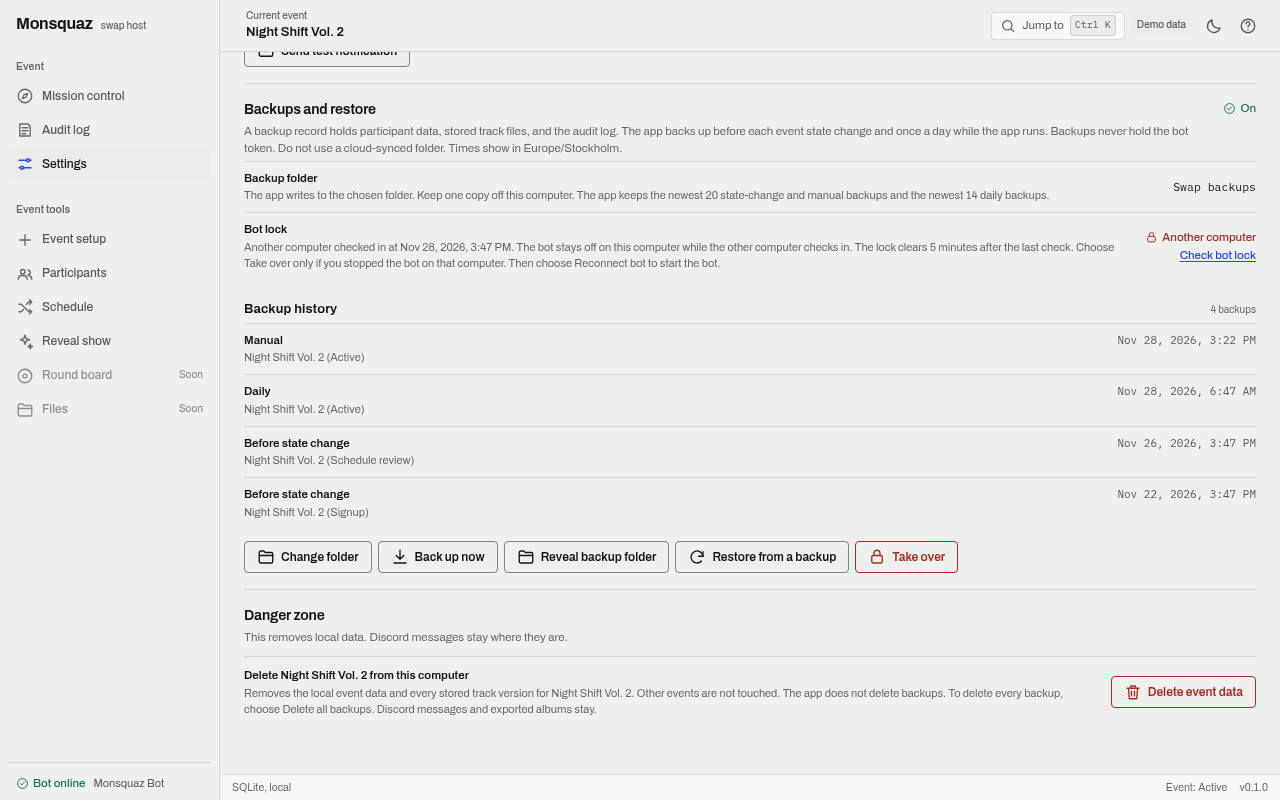 Monsquaz swap host
Event
Mission control
Audit log
Settings
Event tools
Event setup
Participants
Schedule
Reveal show
Round board Soon
Files Soon
Bot online Monsquaz Bot
Current event
Night Shift Vol. 2
Jump to Ctrl K
Demo data
Send test notification
Backups and restore
On
A backup record holds participant data, stored track files, and the audit log. The app backs up before each event state change and once a day while the app runs. Backups never hold the bot
token. Do not use a cloud-synced folder. Times show in Europe/Stockholm.
Backup folder
The app writes to the chosen folder. Keep one copy off this computer. The app keeps the newest 20 state-change and manual backups and the newest 14 daily backups.
Swap backups
Bot lock
Another computer checked in at Nov 28, 2026, 3:47 PM. The bot stays off on this computer while the other computer checks in. The lock clears 5 minutes after the last check. Choose
Take over only if you stopped the bot on that computer. Then choose Reconnect bot to start the bot.
Another computer
Check bot lock
Backup history
4 backups
Manual
Nov 28, 2026, 3:22 PM
Night Shift Vol. 2 (Active)
Daily
Nov 28, 2026, 6:47 AM
Night Shift Vol. 2 (Active)
Before state change
Nov 26, 2026, 3:47 PM
Night Shift Vol. 2 (Schedule review)
Before state change
Nov 22, 2026, 3:47 PM
Night Shift Vol. 2 (Signup)
Change folder
Back up now
Reveal backup folder
Restore from a backup
Take over
Danger zone
This removes local data. Discord messages stay where they are.
Delete Night Shift Vol. 2 from this computer
Removes the local event data and every stored track version for Night Shift Vol. 2. Other events are not touched. The app does not delete backups. To delete every backup,
choose Delete all backups. Discord messages and exported albums stay.
Delete event data
SQLite, local
Event: Active v0.1.0